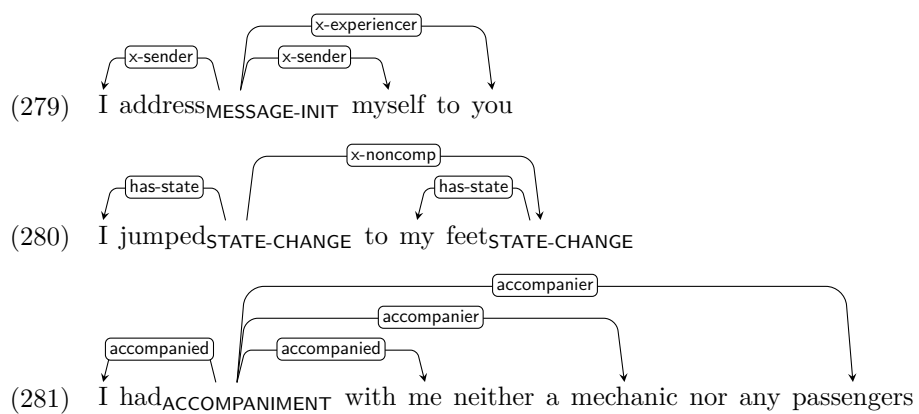 x-experiencer
x-sender x-sender
(279) I addressMESSAGE-INIT myself to you
x-noncomp
has-state has-state
(280) I jumpedSTATE-CHANGE to my feetSTATE-CHANGE
accompanier
accompanier
accompanied accompanied
(281) I hadACCOMPANIMENT with me neither a mechanic nor any passengers